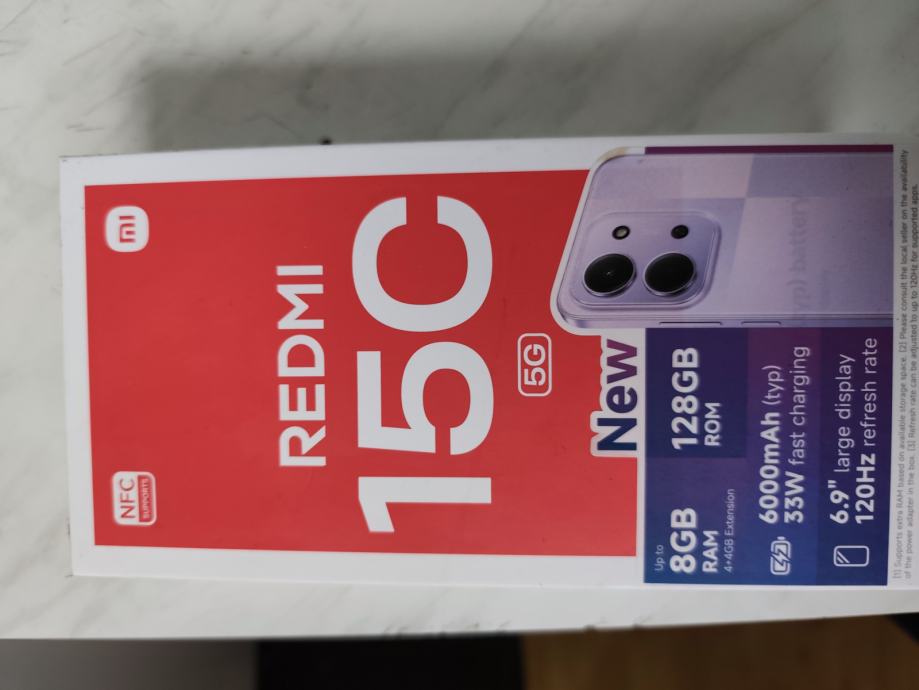 mi
NFC
SUPPORTS
REDMI
15C
5G
New
Up to
8GB
RAM
4+4GB Extension
128GB
ROM
6000mAh (typ)
33W fast charging
6.9" large display
120Hz refresh rate
[1] Supports extra RAM based on available storage space. [2] Please consult the local seller on the availability
of the power adapter in the box. [3] Refresh rate can be adjusted to up to 120Hz for supported apps.